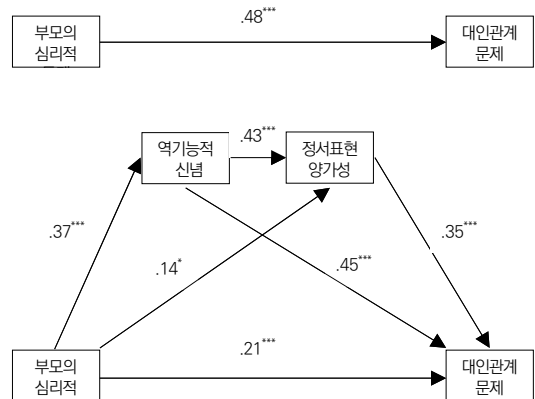 .48***
부모의
심리적
대인관계
문제
역기능적
신념
.43***
정서표현
양가성
.37***
.14*
.45***
.35***
.21***
부모의
심리적
대인관계
문제